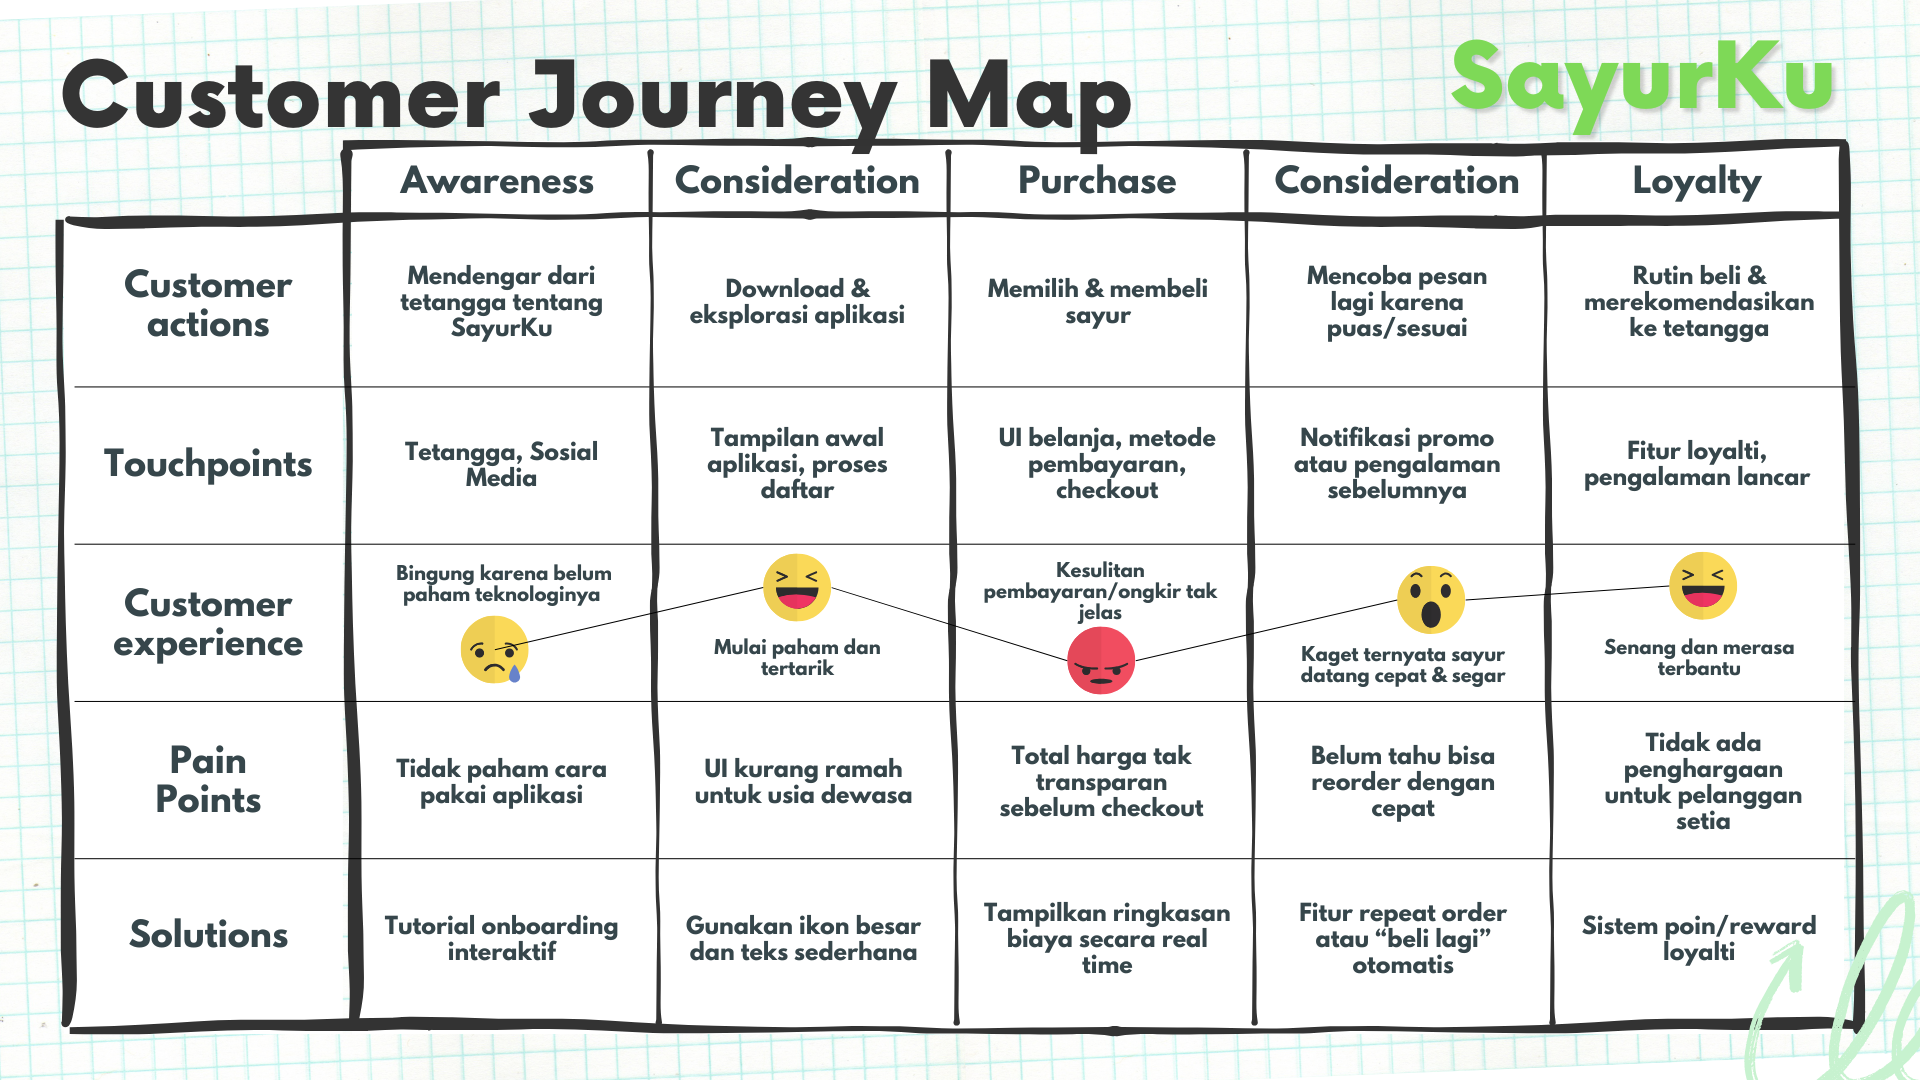 Customer Journey Map
SayurKu
Awareness
Consideration
Purchase
Consideration
Loyalty
Customer
actions
Mendengar dari
tetangga tentang
SayurKu
Download &
eksplorasi aplikasi
Memilih & membeli
sayur
Mencoba pesan
lagi karena
puas/sesuai
Rutin beli &
merekomendasikan
ke tetangga
Touchpoints
Tetangga, Sosial
Media
Tampilan awal
aplikasi, proses
daftar
UI belanja, metode
pembayaran,
checkout
Notifikasi promo
atau pengalaman
sebelumnya
Fitur loyalti,
pengalaman lancar
Customer
experience
Bingung karena belum
paham teknologinya
Mulai paham dan
tertarik
Kesulitan
pembayaran/ongkir tak
jelas
Kaget ternyata sayur
datang cepat & segar
Senang dan merasa
terbantu
Pain
Points
Tidak paham cara
pakai aplikasi
UI kurang ramah
untuk usia dewasa
Total harga tak
transparan
sebelum checkout
Belum tahu bisa
reorder dengan
cepat
Tidak ada
penghargaan
untuk pelanggan
setia
Solutions
Tutorial onboarding
interaktif
Gunakan ikon besar
dan teks sederhana
Tampilkan ringkasan
biaya secara real
time
Fitur repeat order
atau “beli lagi”
otomatis
Sistem poin/reward
loyalti